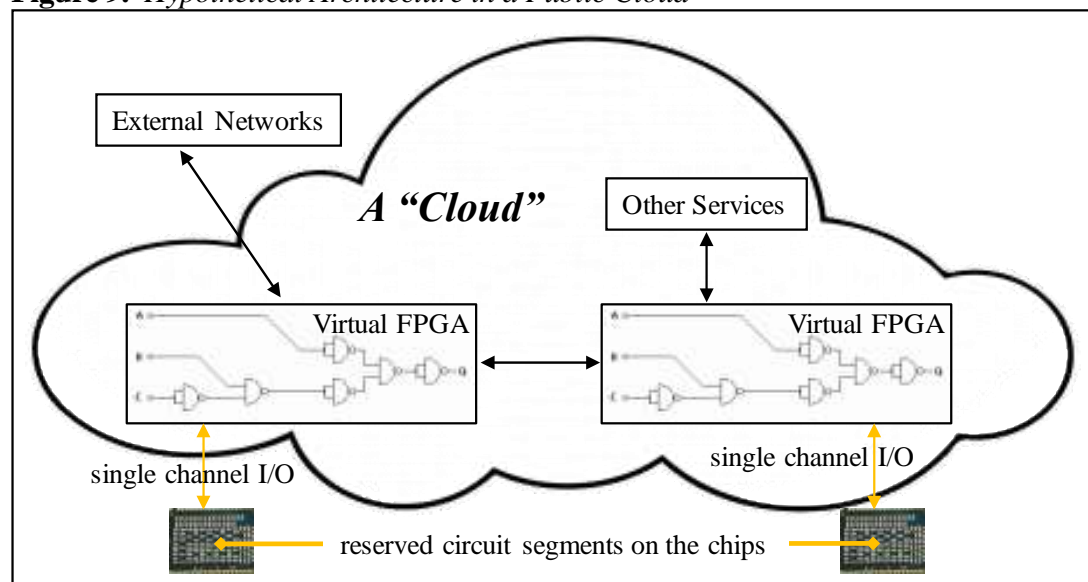 Figure 9. Hypothetical Architecture in a Public Cloud
External Networks
A “Cloud”
Other Services
Virtual FPGA
A
B
C
Q
Virtual FPGA
A
B
C
Q
single channel I/O
single channel I/O
reserved circuit segments on the chips